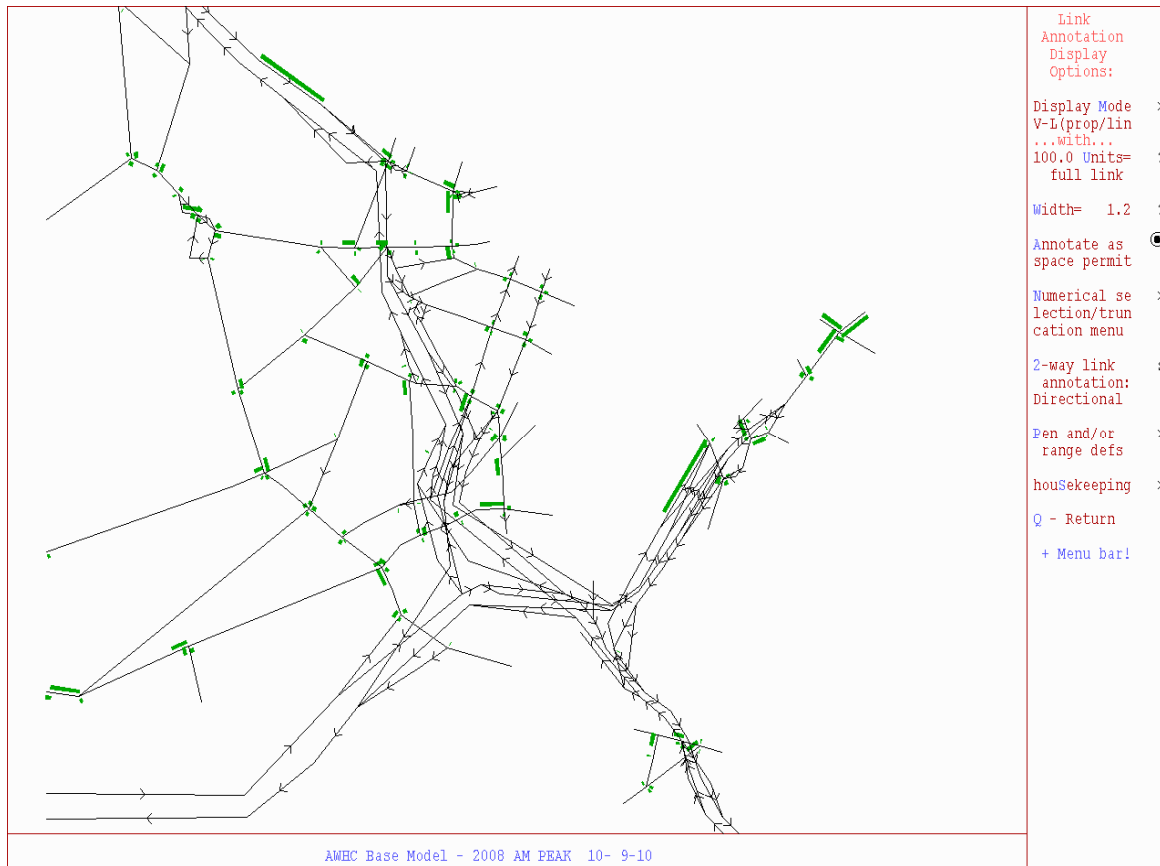 Link
Annotation
Display
Options:
Display Mode
V-L(prop/lin
...with...
100.0 Units=
full link
Width= 1.2
Annotate as
space permit
Numerical se
lection/trun
cation menu
2-way link
annotation:
Directional
Pen and/or
range defs
houSekeeping
Q - Return
+ Menu bar!
AWHC Base Model - 2008 AM PEAK 10- 9-10